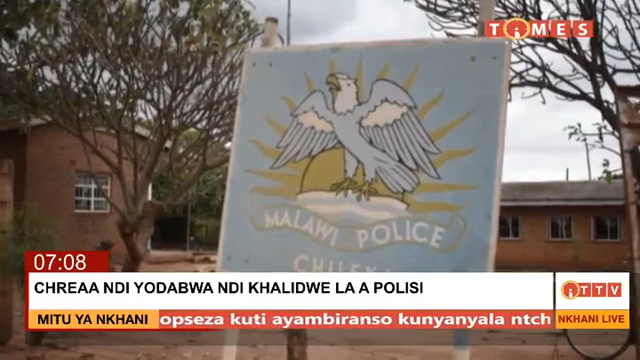 TIMES
MALAWI POLICE
CHILEKA
07:08
CHREAA NDI YODABWA NDI KHALIDWE LA A POLISI
TTV
MITU YA NKHANI
opseza kuti ayambiranso kunyanyala ntch
NKHANI LIVE